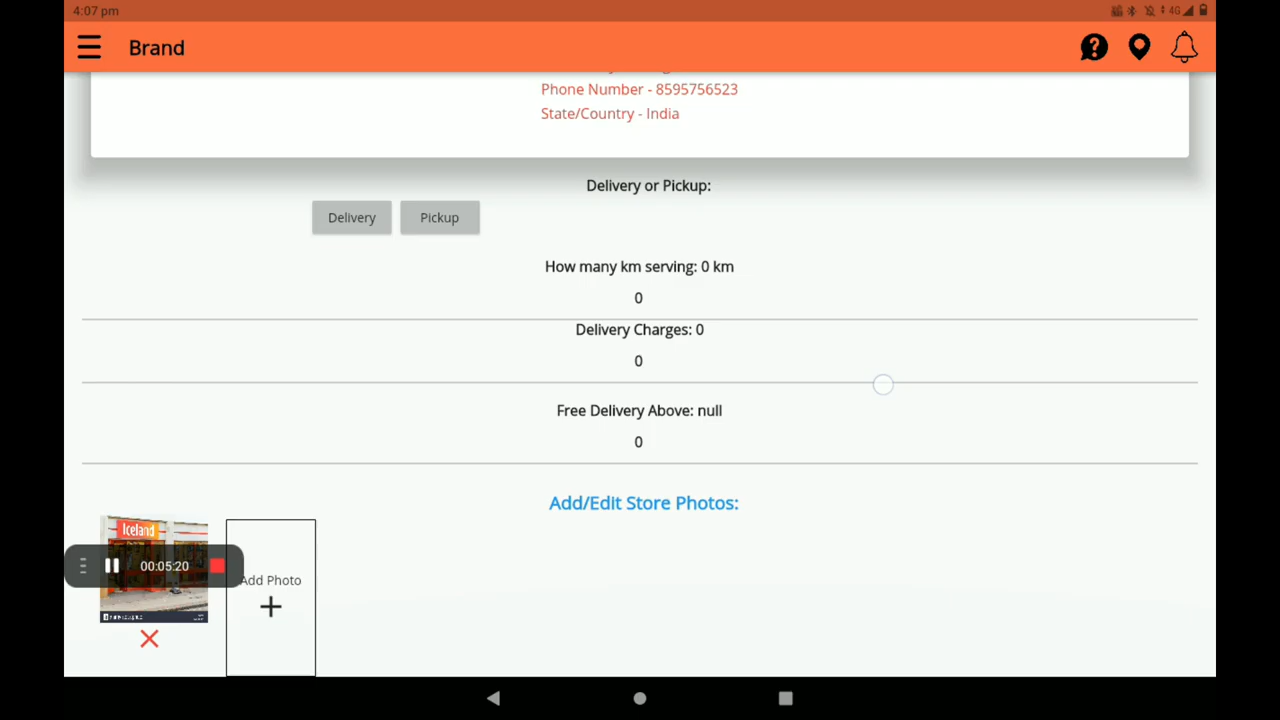 4:07 pm
4G
Brand
Phone Number - 8595756523
State/Country - India
Delivery or Pickup:
Delivery
Pickup
How many km serving: 0 km
0
Delivery Charges: 0
0
Free Delivery Above: null
0
Add/Edit Store Photos:
Iceland
00:05:20
Add Photo